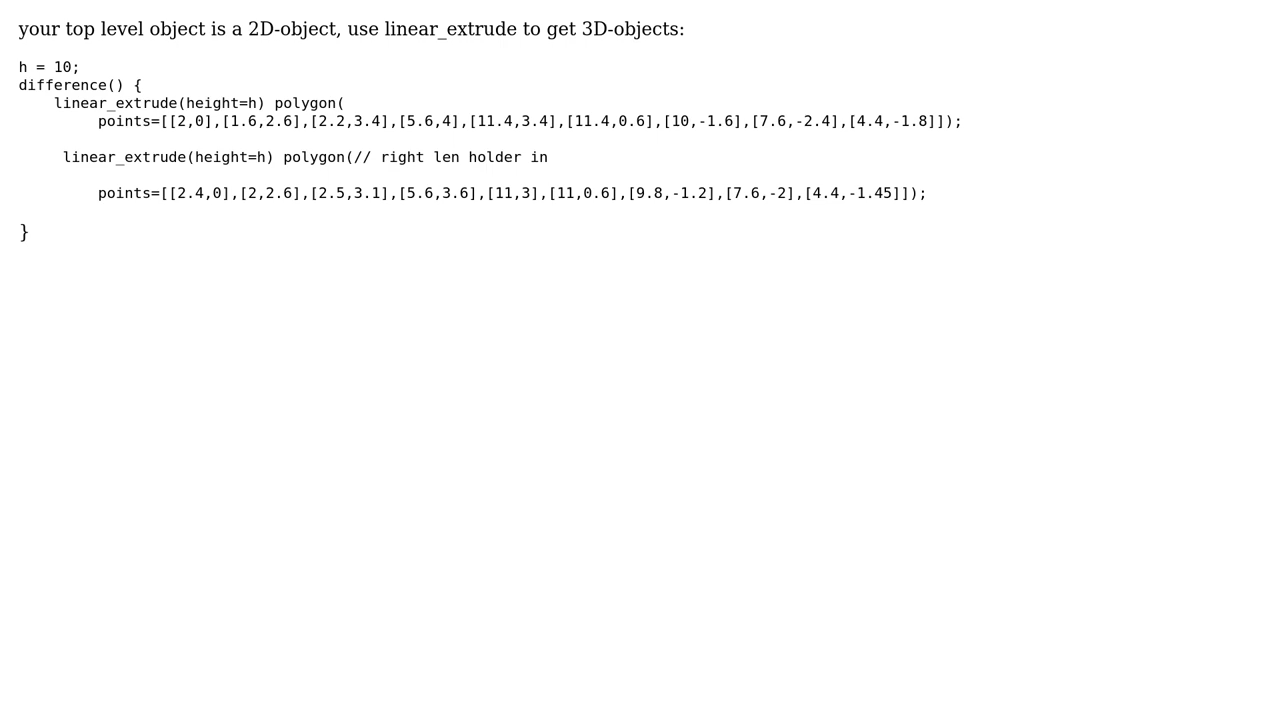 your top level object is a 2D-object, use linear_extrude to get 3D-objects:
h = 10;
difference() {
    linear_extrude(height=h) polygon(
         points=[[2,0],[1.6,2.6],[2.2,3.4],[5.6,4],[11.4,3.4],[11.4,0.6],[10,-1.6],[7.6,-2.4],[4.4,-1.8]]);
     linear_extrude(height=h) polygon(// right len holder in
         points=[[2.4,0],[2,2.6],[2.5,3.1],[5.6,3.6],[11,3],[11,0.6],[9.8,-1.2],[7.6,-2],[4.4,-1.45]]);
}